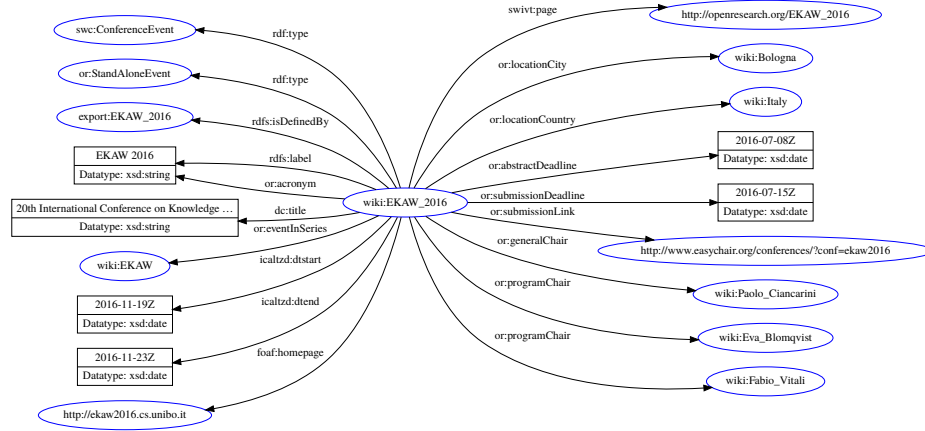 swivt:page
http://openresearch.org/EKAW_2016
swc:ConferenceEvent
rdf:type
or:locationCity
wiki:Bologna
or:StandAloneEvent
rdf:type
wiki:Italy
export:EKAW_2016
rdfs:isDefinedBy
or:locationCountry
2016-07-08Z
Datatype: xsd:date
EKAW 2016
Datatype: xsd:string
rdfs:label
or:abstractDeadline
or:acronym
wiki:EKAW_2016
or:submissionDeadline
2016-07-15Z
Datatype: xsd:date
20th International Conference on Knowledge …
Datatype: xsd:string
dc:title
or:submissionLink
or:eventInSeries
or:generalChair
http://www.easychair.org/conferences/?conf=ekaw2016
wiki:EKAW
icaltzd:dtstart
or:programChair
wiki:Paolo_Ciancarini
2016-11-19Z
Datatype: xsd:date
icaltzd:dtend
or:programChair
wiki:Eva_Blomqvist
2016-11-23Z
Datatype: xsd:date
foaf:homepage
wiki:Fabio_Vitali
http://ekaw2016.cs.unibo.it